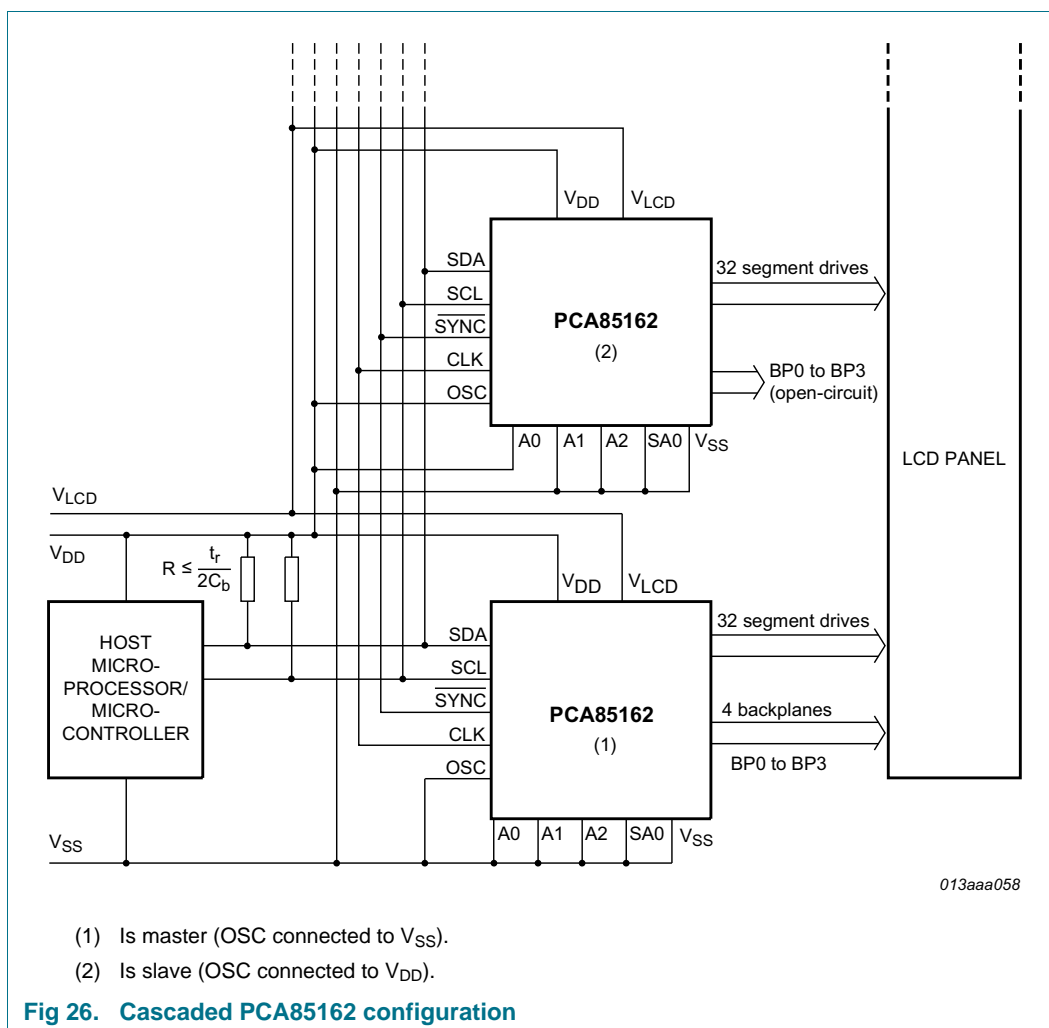 VDD
VLCD
SDA
SCL
SYNC
CLK
OSC
PCA85162
(2)
32 segment drives
BP0 to BP3
(open-circuit)
A0 A1 A2 SA0 VSS
LCD PANEL
VLCD
VDD
R ≤ tr/2Cb
HOST
MICRO-
PROCESSOR/
MICRO-
CONTROLLER
VSS
VDD
VLCD
SDA
SCL
SYNC
CLK
OSC
PCA85162
(1)
32 segment drives
4 backplanes
BP0 to BP3
A0 A1 A2 SA0 VSS
013aaa058
(1) Is master (OSC connected to VSS).
(2) Is slave (OSC connected to VDD).
Fig 26. Cascaded PCA85162 configuration